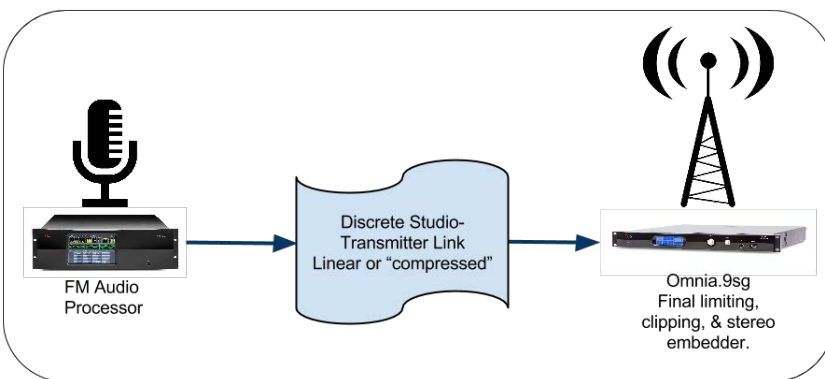 FM Audio
Processor
Discrete Studio-
Transmitter Link
Linear or “compressed”
Omnia.9sg
Final limiting,
clipping, & stereo
embedder.